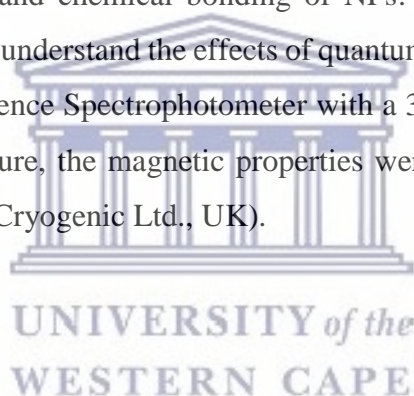 and chemical bonding of NPs.
understand the effects of quantum
ence Spectrophotometer with a 3
ure, the magnetic properties wer
Cryogenic Ltd., UK).
UNIVERSITY of the
WESTERN CAPE